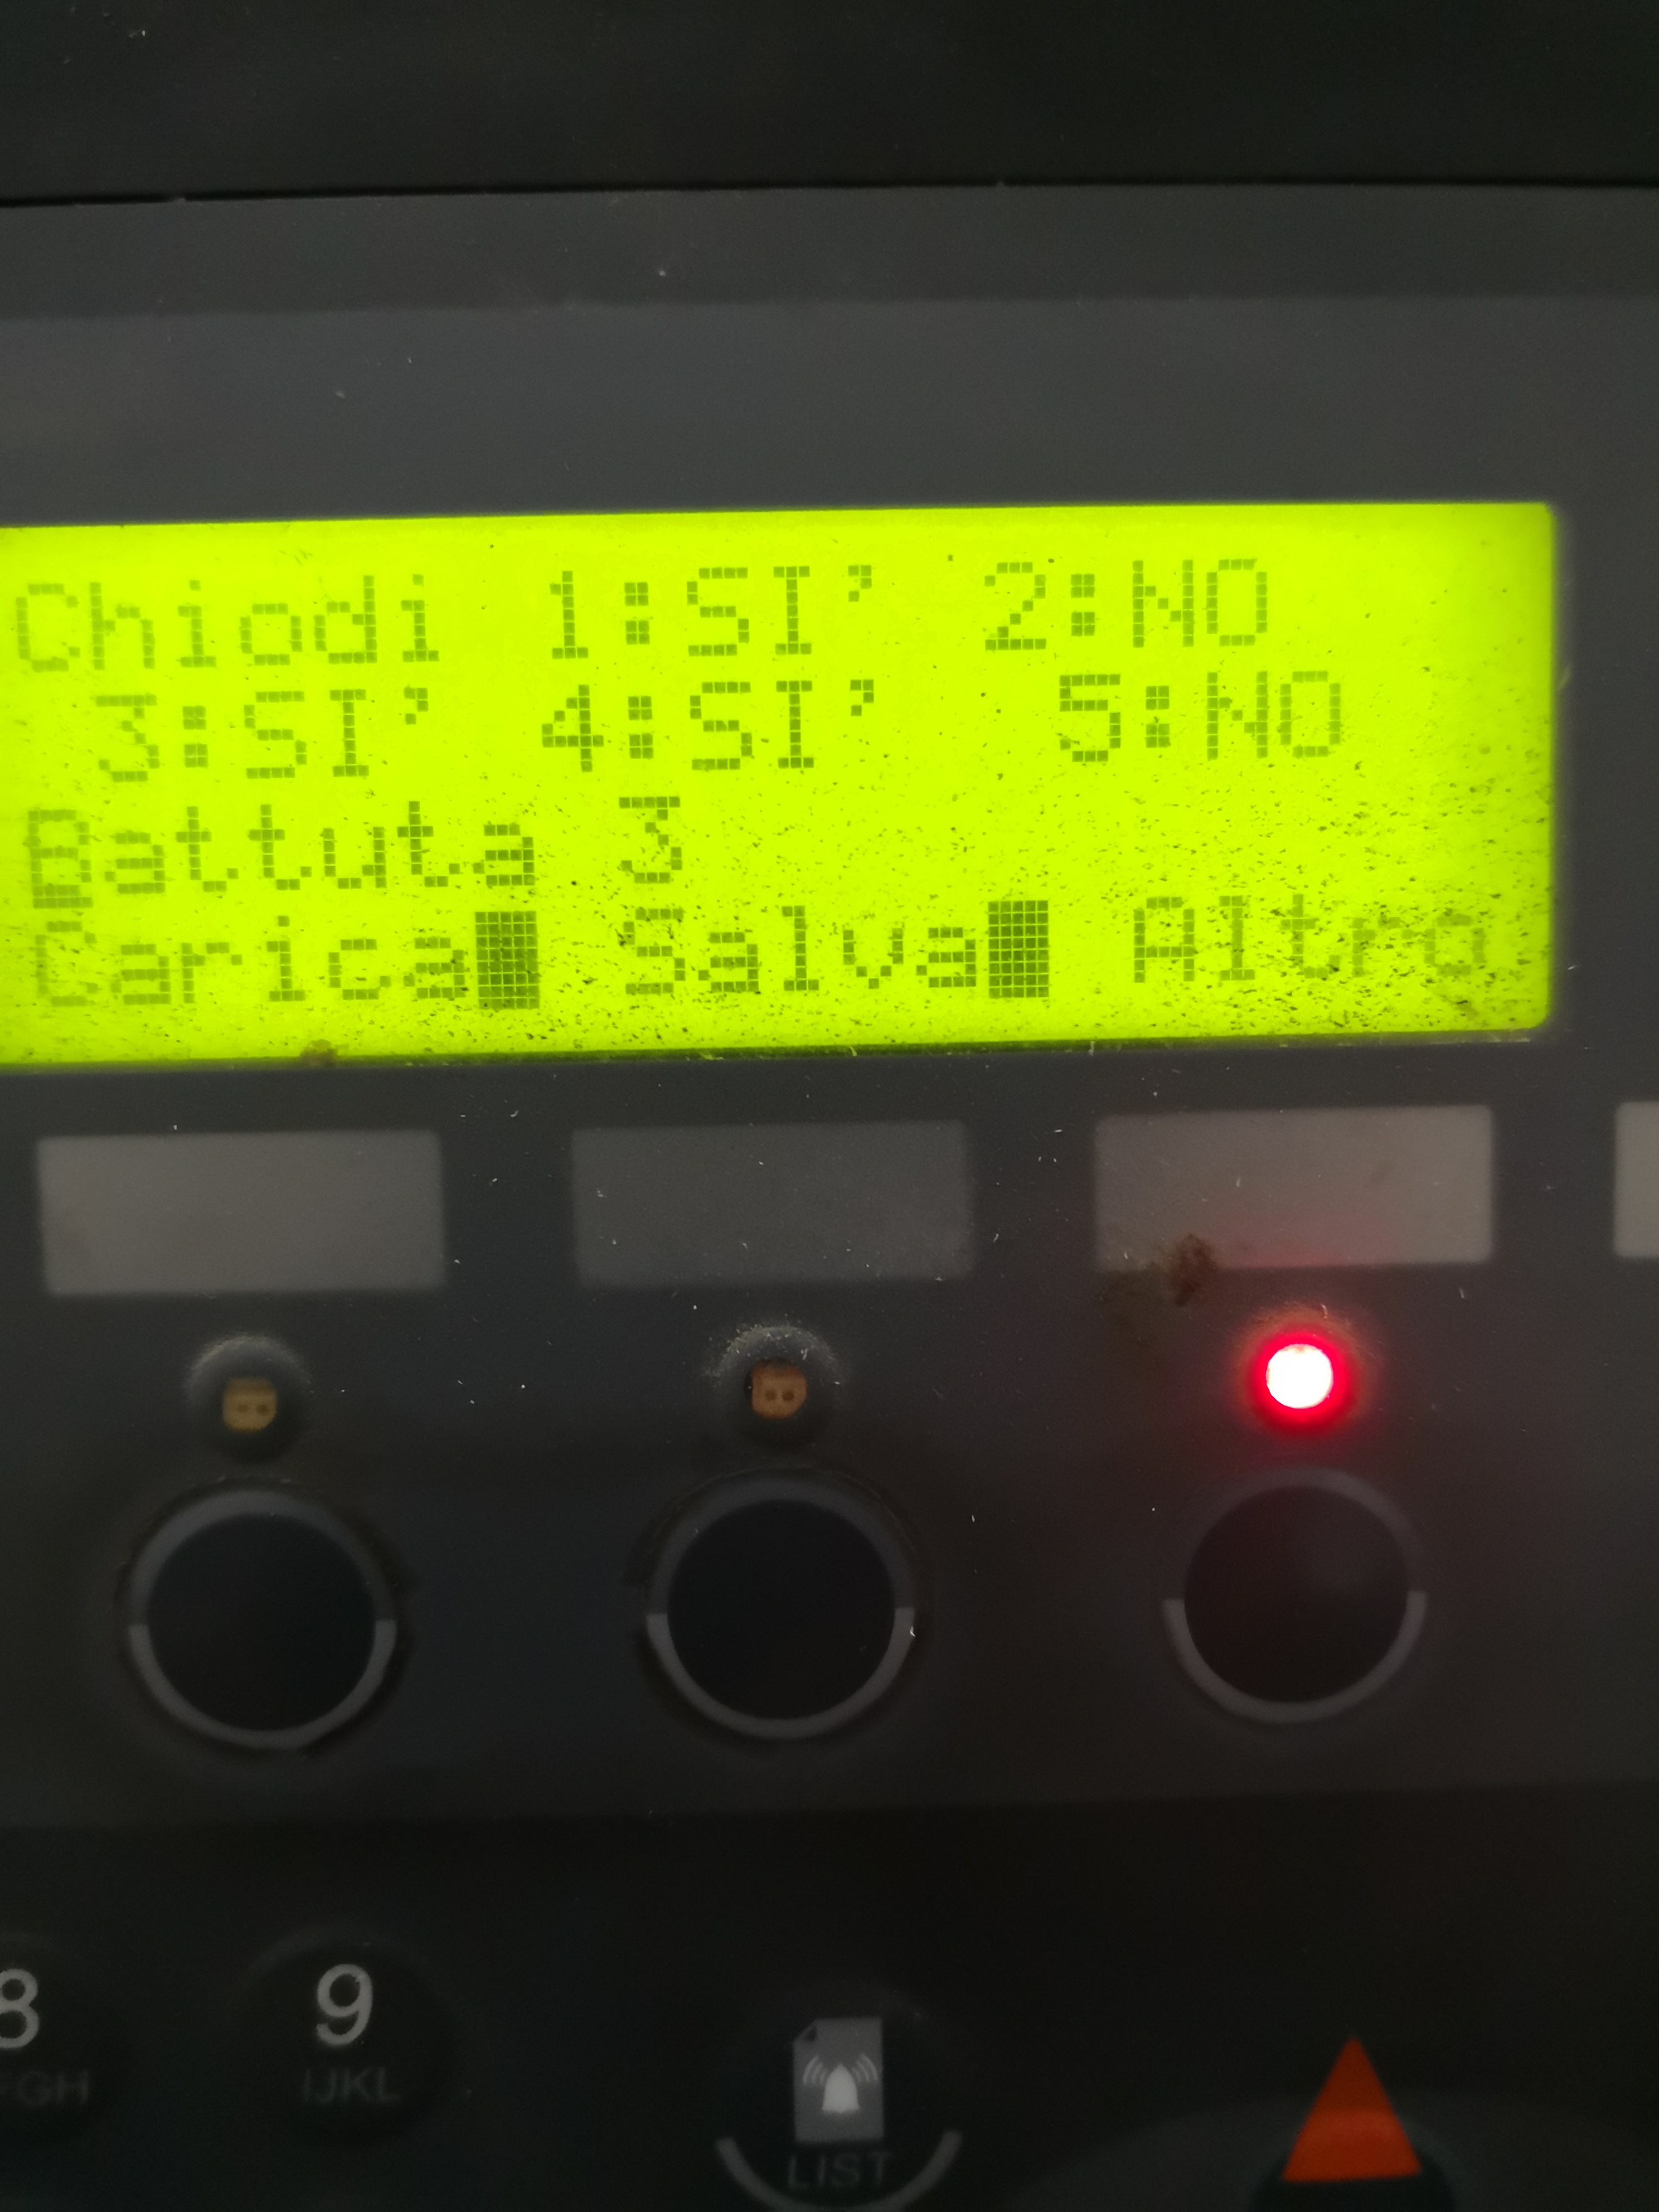 Chiodi 1:SI' 2:NO
3:SI' 4:SI' 5:NO
Battuta 3
Carica Salva Altro
8 9
FGH IJKL
LIST